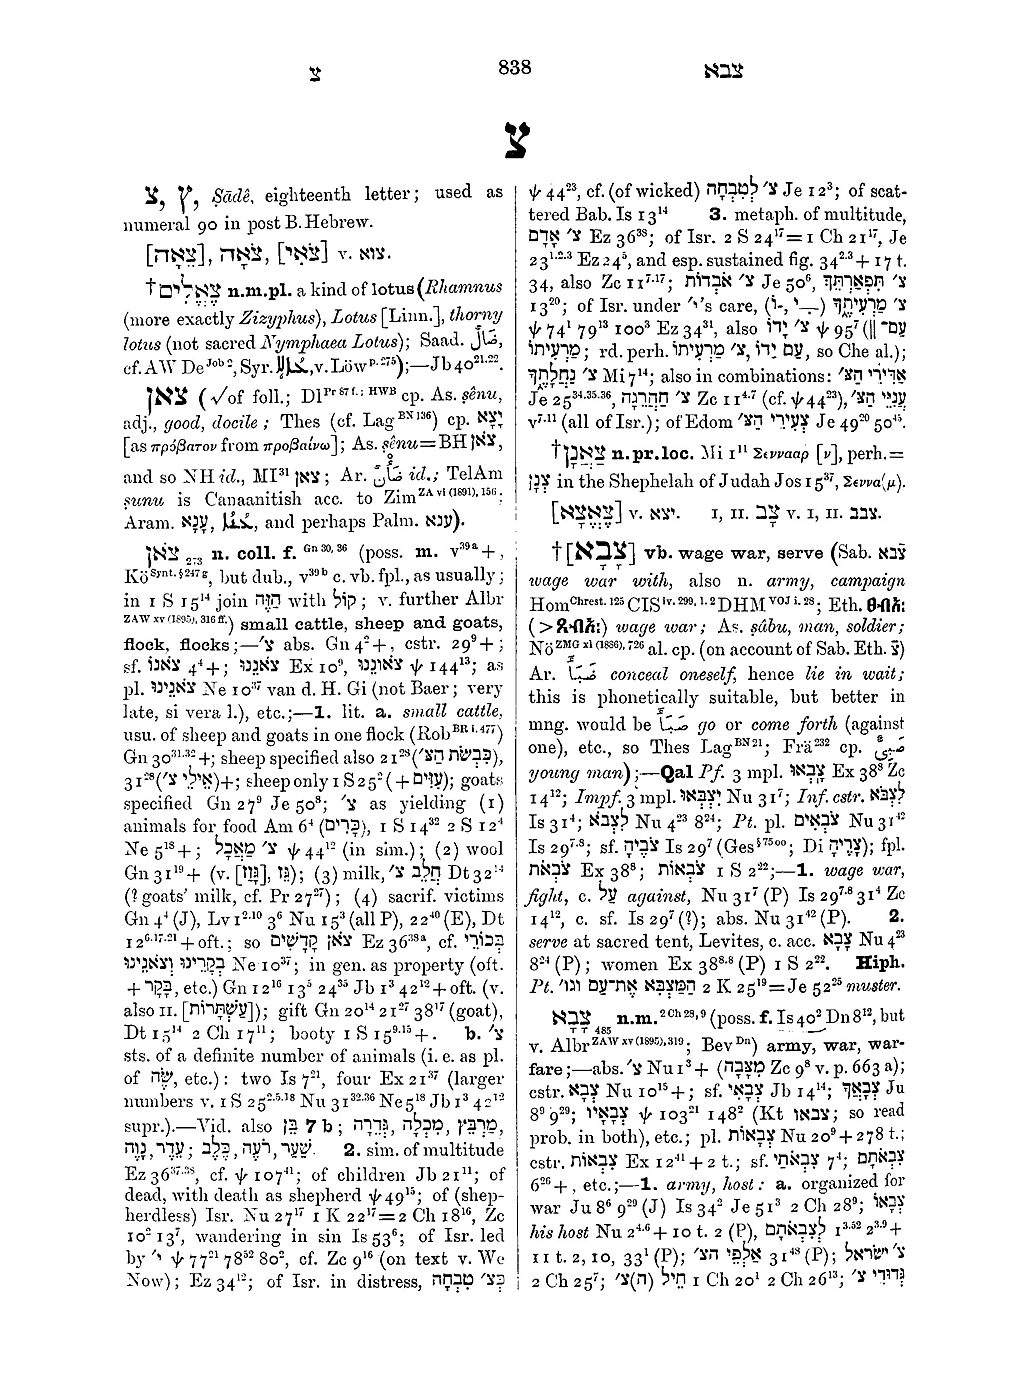 צ
838
צבא
צ
צ, ץ, Ṣādê, eighteenth letter; used as
numeral 90 in post B.Hebrew.
[צֵאָה], צֹאָה, [צֹאִי] v. צוא.
†צֶאֱלִים n.m.pl. a kind of lotus (Rhamnus
(more exactly Zizyphus), Lotus [Linn.], thorny
lotus (not sacred Nymphaea Lotus); Saad. ضَال,
cf. AW De Job 2, Syr. v. Löw p. 275);—Jb 40 21.22.
צאן (√of foll.; Dl Pr 87 f.; HWB cp. As. ṣênu,
adj., good, docile; Thes (cf. Lag BN 136) cp. יָצָא
[as πρόβατον from προβαίνω]; As. ṣênu = BH צֹאן,
and so NH id., MI 31 צאן; Ar. ضَأْن id.; TelAm
ṣunu is Canaanitish acc. to Zim ZA vi (1891), 156;
Aram. עָנָא, and perhaps Palm. ענא).
צֹאן 273 n. coll. f. Gn 30, 36 (poss. m. v 39 a +,
Kö Synt. § 247 g, but dub., v 39 b c. vb. fpl., as usually;
in 1 S 15 14 join הַזֶּה with קוֹל; v. further Albr
ZAW xv (1895), 316 ff.) small cattle, sheep and goats,
flock, flocks;—צ׳ abs. Gn 4 2 +, cstr. 29 9 +;
sf. צֹאנוֹ 4 4 +; צֹאנֵנוּ Ex 10 9, צֹאונֵנוּ ψ 144 13; as
pl. צֹאנֵינוּ Ne 10 37 van d. H. Gi (not Baer; very
late, si vera l.), etc.;—1. lit. a. small cattle,
usu. of sheep and goats in one flock (Rob BR i. 477)
Gn 30 31.32 +; sheep specified also 21 28 (כִּבְשֹׂת הַצּ׳),
31 28 (אֵילֵי צ׳)+; sheep only 1 S 25 2 (+עִזִּים); goats
specified Gn 27 9 Je 50 8; צ׳ as yielding (1)
animals for food Am 6 4 (כָּרִים), 1 S 14 32 2 S 12 4
Ne 5 18 +; צ׳ מַאֲכָל ψ 44 12 (in sim.); (2) wool
Gn 31 19 + (v. [גָּזַז], גֵּז); (3) milk, חֲלֵב צ׳ Dt 32 14
(? goats' milk, cf. Pr 27 27); (4) sacrif. victims
Gn 4 4 (J), Lv 1 2.10 3 6 Nu 15 3 (all P), 22 40 (E), Dt
12 6.17.21 + oft.; so צֹאן קָדָשִׁים Ez 36 38 a, cf. בְּכוֹרֵי
בְקָרֵינוּ וְצֹאנֵינוּ Ne 10 37; in gen. as property (oft.
+בָּקָר, etc.) Gn 12 16 13 5 24 35 Jb 1 3 42 12 + oft. (v.
also II. [עַשְׁתָּרוֹת]); gift Gn 20 14 21 27 38 17 (goat),
Dt 15 14 2 Ch 17 11; booty 1 S 15 9.15 +. b. צ׳
sts. of a definite number of animals (i. e. as pl.
of שֶׂה, etc.): two Is 7 21, four Ex 21 37 (larger
numbers v. 1 S 25 2.5.18 Nu 31 32.36 Ne 5 18 Jb 1 3 42 12
supr.).—Vid. also בֵּן 7 b; מַרְבֵּץ, מִכְלָה, גְּדֵרָה,
שַׁעַר, רֹעֶה, כֶּלֶב; עֵדֶר, נָוֶה. 2. sim. of multitude
Ez 36 37.38, cf. ψ 107 41; of children Jb 21 11; of
dead, with death as shepherd ψ 49 15; of (shep-
herdless) Isr. Nu 27 17 1 K 22 17 = 2 Ch 18 16, Zc
10 2 13 7, wandering in sin Is 53 6; of Isr. led
by י׳ ψ 77 21 78 52 80 2, cf. Zc 9 16 (on text v. We
Now); Ez 34 12; of Isr. in distress, כְּצ׳ טִבְחָה
ψ 44 23, cf. (of wicked) צ׳ לְטִבְחָה Je 12 3; of scat-
tered Bab. Is 13 14 3. metaph. of multitude,
צ׳ אָדָם Ez 36 38; of Isr. 2 S 24 17 = 1 Ch 21 17, Je
23 1.2.3 Ez 24 5, and esp. sustained fig. 34 2.3 + 17 t.
34, also Zc 11 7.17; צ׳ אֹבְדוֹת Je 50 6, צ׳ תִּפְאַרְתֵּךְ
13 20; of Isr. under י׳'s care, צ׳ מַרְעִיתֶךָ (ִי-, וֹ-)
ψ 74 1 79 13 100 3 Ez 34 31, also צ׳ יָדוֹ ψ 95 7 (‖ עַם־
מַרְעִיתוֹ; rd. perh. עַם יָדוֹ, צ׳ מַרְעִיתוֹ, so Che al.);
צ׳ נַחֲלָתֶךָ Mi 7 14; also in combinations: אַדִּירֵי הַצּ׳
Je 25 34.35.36, צ׳ הַהֲרֵגָה Zc 11 4.7 (cf. ψ 44 23), עֲנִיֵּי הַצּ׳
v 7.11 (all of Isr.); of Edom צְעִירֵי הַצּ׳ Je 49 20 50 45.
†צַאֲנָן n.pr.loc. Mi 1 11 Σεννααρ [ν], perh. =
צְנָן in the Shephelah of Judah Jos 15 37, Σεννα(μ).
[צֶאֱצָא] v. יצא. I, II. צָב v. I, II. צבב.
†[צָבָא] vb. wage war, serve (Sab. צבא
wage war with, also n. army, campaign
Hom Chrest. 125 CIS iv. 299, 1. 2 DHM VOJ i. 28; Eth. ፀብአ:
(> ጸብአ:) wage war; As. ṣâbu, man, soldier;
Nö ZMG xl (1886), 726 al. cp. (on account of Sab. Eth. ṣ́)
Ar. ضَبَأَ conceal oneself, hence lie in wait;
this is phonetically suitable, but better in
mng. would be صَبَأَ go or come forth (against
one), etc., so Thes Lag BN 21; Frä 232 cp. صَبِىّ
young man);—Qal Pf. 3 mpl. צָבְאוּ Ex 38 8 Zc
14 12; Impf. 3 mpl. יִצְבְּאוּ Nu 31 7; Inf. cstr. לִצְבֹּא
Is 31 4; לִצְבֹא Nu 4 23 8 24; Pt. pl. צֹבְאִים Nu 31 42
Is 29 7.8; sf. צֹבֶיהָ Is 29 7 (Ges § 75 oo; Di צָרֶיהָ); fpl.
צֹבְאֹת Ex 38 8; צֹבְאוֹת 1 S 2 22;—1. wage war,
fight, c. עַל against, Nu 31 7 (P) Is 29 7.8 31 4 Zc
14 12, c. sf. Is 29 7 (?); abs. Nu 31 42 (P). 2.
serve at sacred tent, Levites, c. acc. צָבָא Nu 4 23
8 24 (P); women Ex 38 8.8 (P) 1 S 2 22. Hiph.
Pt. הַמַּצְבִּא אֶת־עַם וגו׳ 2 K 25 19 = Je 52 25 muster.
צָבָא 485 n.m. 2 Ch 28, 9 (poss. f. Is 40 2 Dn 8 12, but
v. Albr ZAW xv (1895), 319; Bev Dn) army, war, war-
fare;—abs. צ׳ Nu 1 3 + (מִצָּבָה Zc 9 8 v. p. 663 a);
cstr. צְבָא Nu 10 15 +; sf. צְבָאִי Jb 14 14; צְבָאֲךָ Ju
8 6 9 29; צְבָאָיו ψ 103 21 148 2 (Kt צבאו; so read
prob. in both), etc.; pl. צְבָאוֹת Nu 20 9 + 278 t.;
cstr. צִבְאוֹת Ex 12 41 + 2 t.; sf. צִבְאֹתַי 7 4; צִבְאֹתָם
6 26 +, etc.;—1. army, host: a. organized for
war Ju 8 6 9 29 (J) Is 34 2 Je 51 3 2 Ch 28 9; צְבָאוֹ
his host Nu 2 4.6 + 10 t. 2 (P), לְצִבְאֹתָם 1 3.52 2 3.9 +
11 t. 2, 10, 33 1 (P); אַלְפֵי הַצּ׳ 31 48 (P); צ׳ יִשְׂרָאֵל
2 Ch 25 7; חֵיל (הַ)צ׳ 1 Ch 20 1 2 Ch 26 13; גְּדוּדֵי צ׳